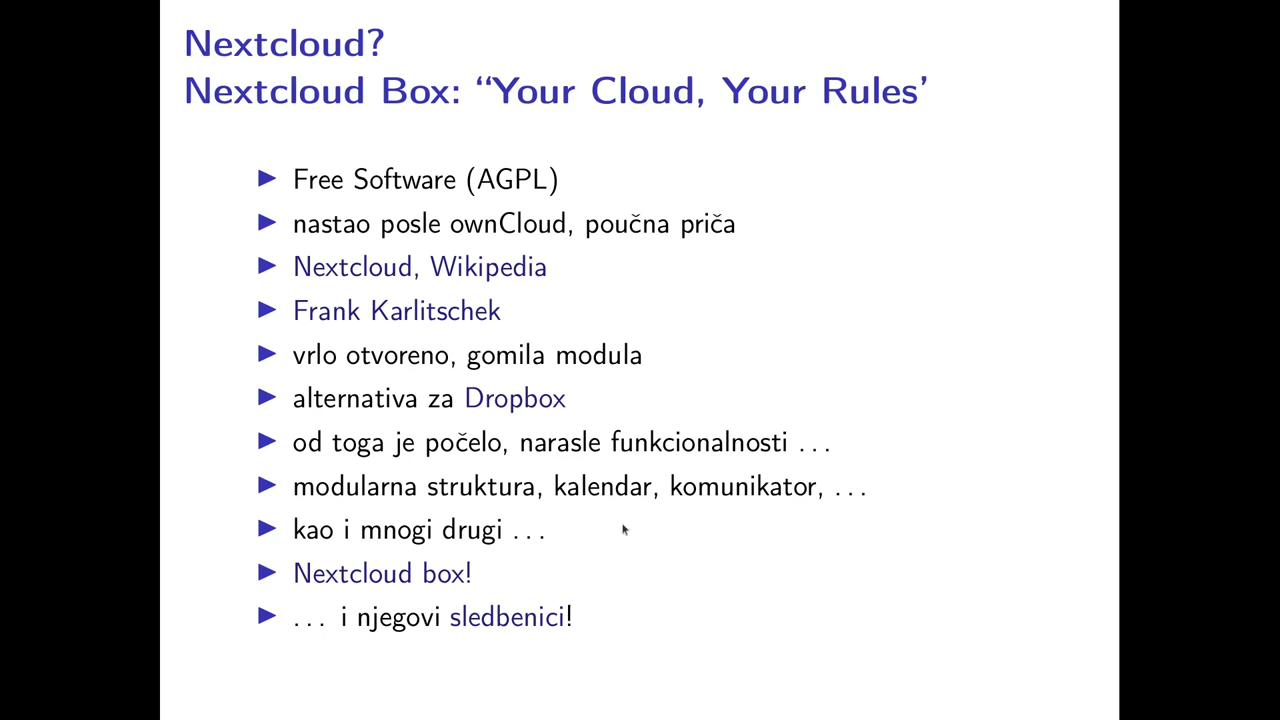 Nextcloud?
Nextcloud Box: “Your Cloud, Your Rules’
Free Software (AGPL)
nastao posle ownCloud, poučna priča
Nextcloud, Wikipedia
Frank Karlitschek
vrlo otvoreno, gomila modula
alternativa za Dropbox
od toga je počelo, narasle funkcionalnosti ...
modularna struktura, kalendar, komunikator, ...
kao i mnogi drugi ...
Nextcloud box!
... i njegovi sledbenici!